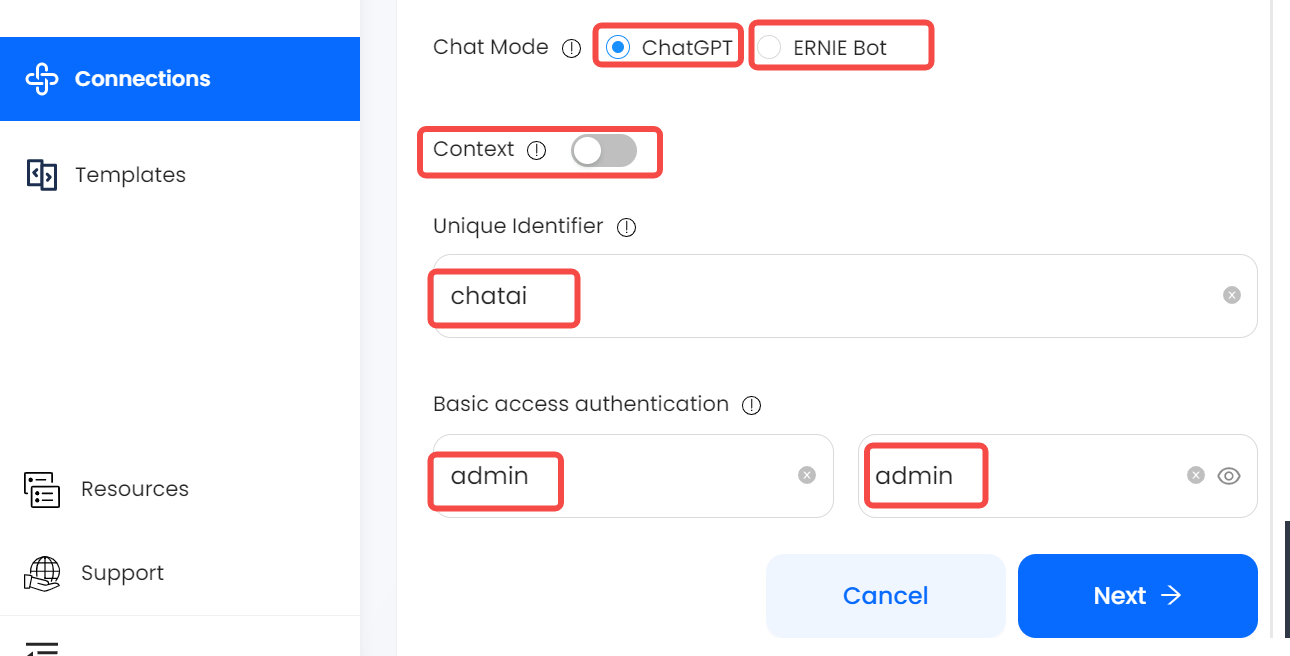 Connections
Templates
Resources
Support
Chat Mode ChatGPT ERNIE Bot
Context
Unique Identifier
chatai
Basic access authentication
admin admin
Cancel Next →